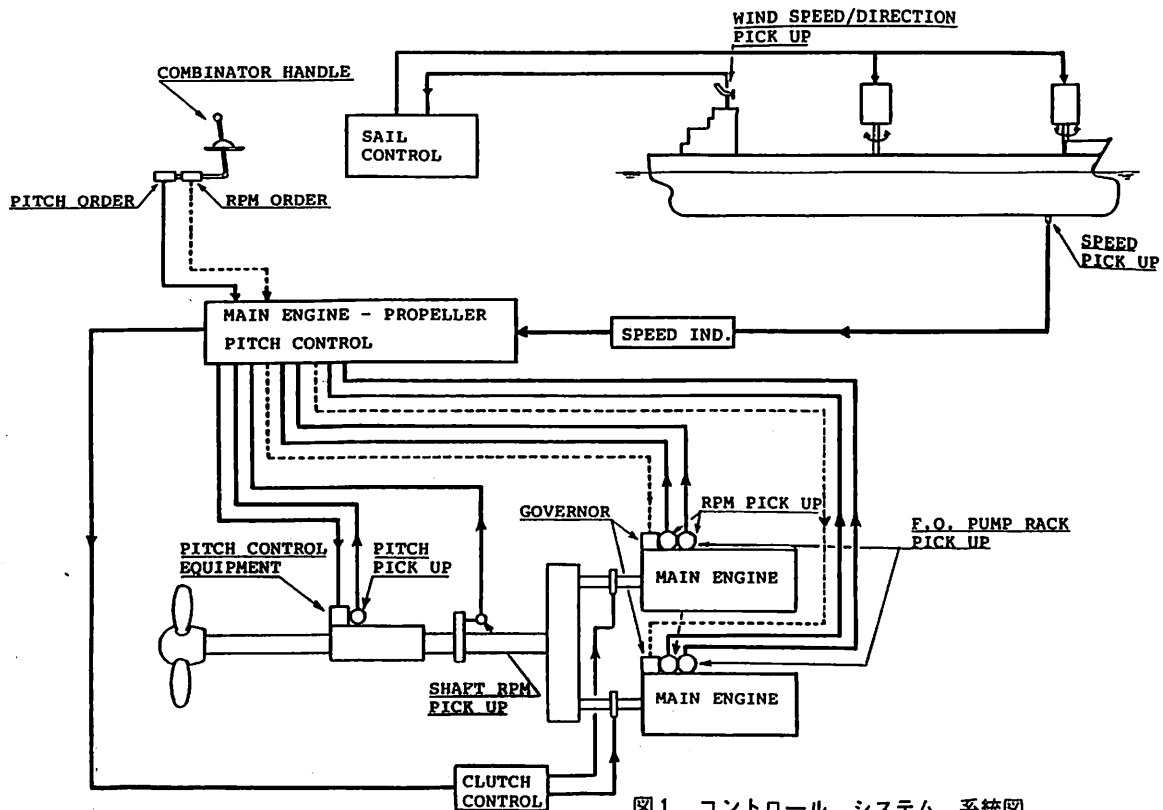 WIND SPEED/DIRECTION
PICK UP
COMBINATOR HANDLE
SAIL
CONTROL
PITCH ORDER
RPM ORDER
SPEED
PICK UP
MAIN ENGINE - PROPELLER
PITCH CONTROL
SPEED IND.
GOVERNOR
RPM PICK UP
F.O. PUMP RACK
PICK UP
PITCH CONTROL
EQUIPMENT
PITCH
PICK UP
MAIN ENGINE
SHAFT RPM
PICK UP
MAIN ENGINE
CLUTCH
CONTROL
図1 コントロール システム 系統図